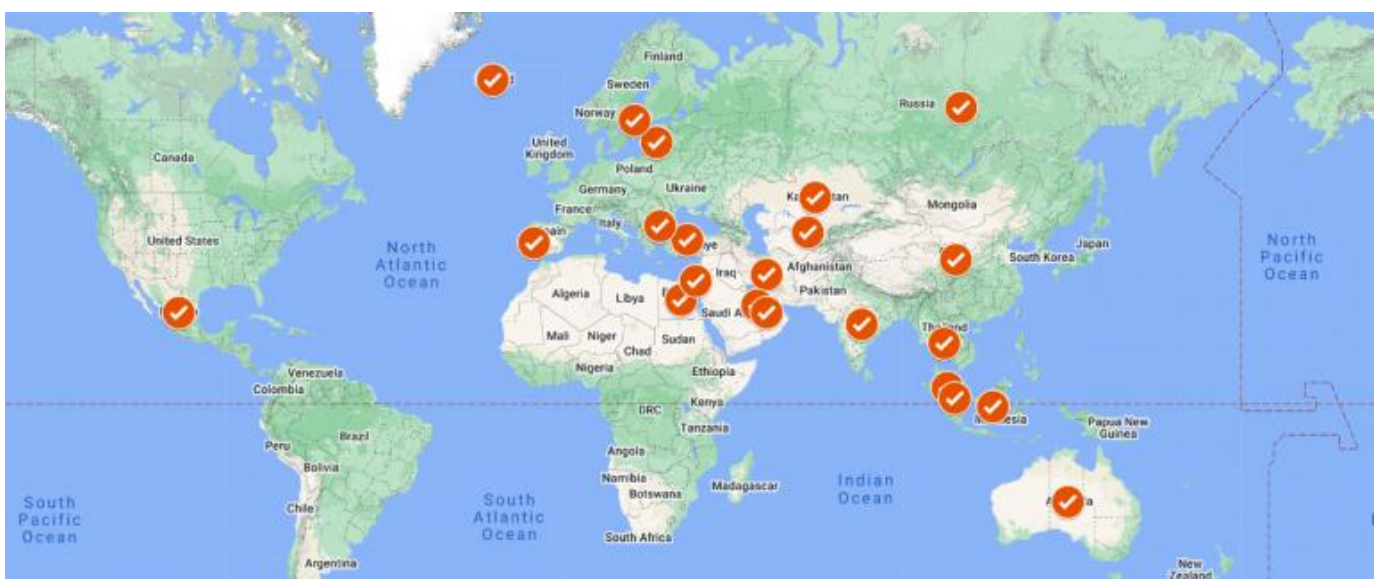 Finland
Sweden
Russia
Norway
United
Kingdom
Canada
Poland
Germany
Ukraine
Mongolia
France
Italy
United States
North
Atlantic
Ocean
Japan
South Korea
North
Pacific
Ocean
Iraq
Afghanistan
Pakistan
Algeria
Libya
Mali
Niger
Sudan
Chad
Nigeria
Ethiopia
Venezuela
Colombia
Kenya
DRC
Tanzania
Papua New
Guinea
Brazil
Peru
Angola
Bolivia
Namibia
Botswana
Madagascar
Indian
Ocean
Chile
South
Pacific
Ocean
South
Atlantic
Ocean
South Africa
Argentina
New
Zealand